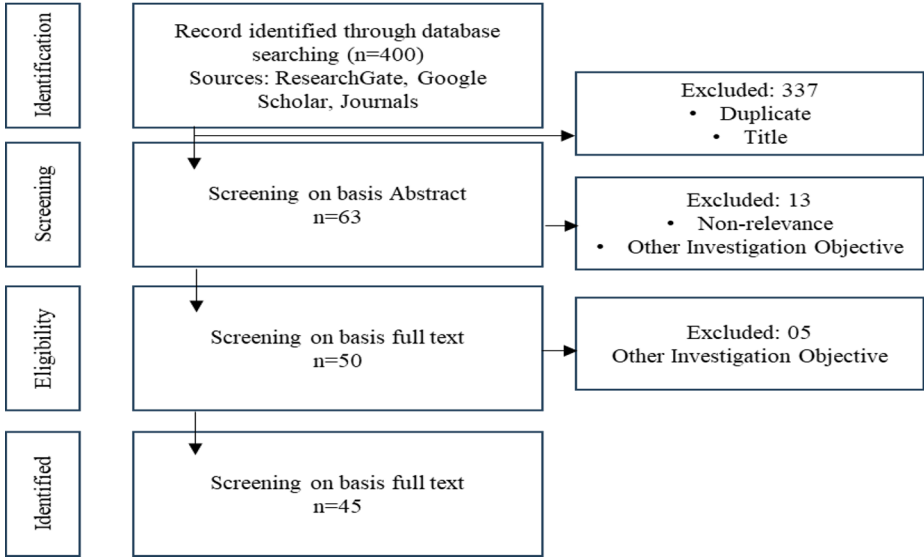 Identification
Record identified through database
searching (n=400)
Sources: ResearchGate, Google
Scholar, Journals
Excluded: 337
• Duplicate
• Title
Screening
Screening on basis Abstract
n=63
Excluded: 13
• Non-relevance
• Other Investigation Objective
Eligibility
Screening on basis full text
n=50
Excluded: 05
Other Investigation Objective
Identified
Screening on basis full text
n=45